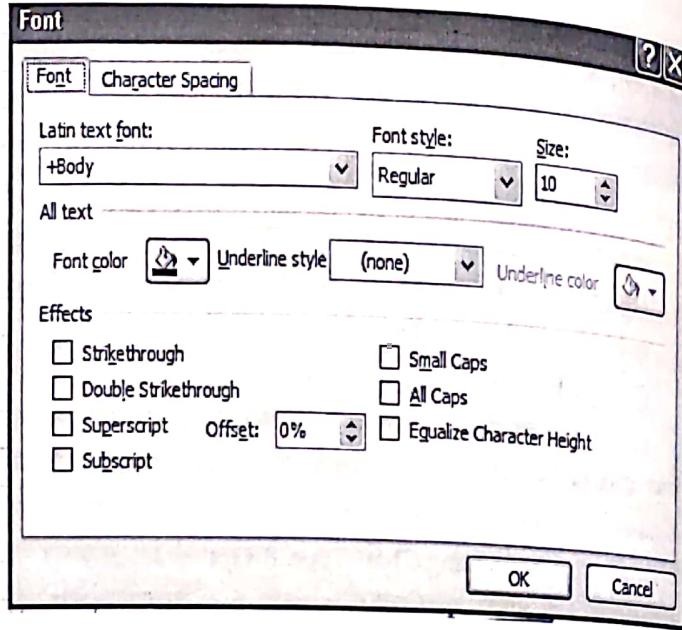 Font
? X
Font Character Spacing
Latin text font: Font style: Size:
+Body Regular 10
All text
Font color Underline style (none) Underline color
Effects
Strikethrough Small Caps
Double Strikethrough All Caps
Superscript Offset: 0% Equalize Character Height
Subscript
OK Cancel